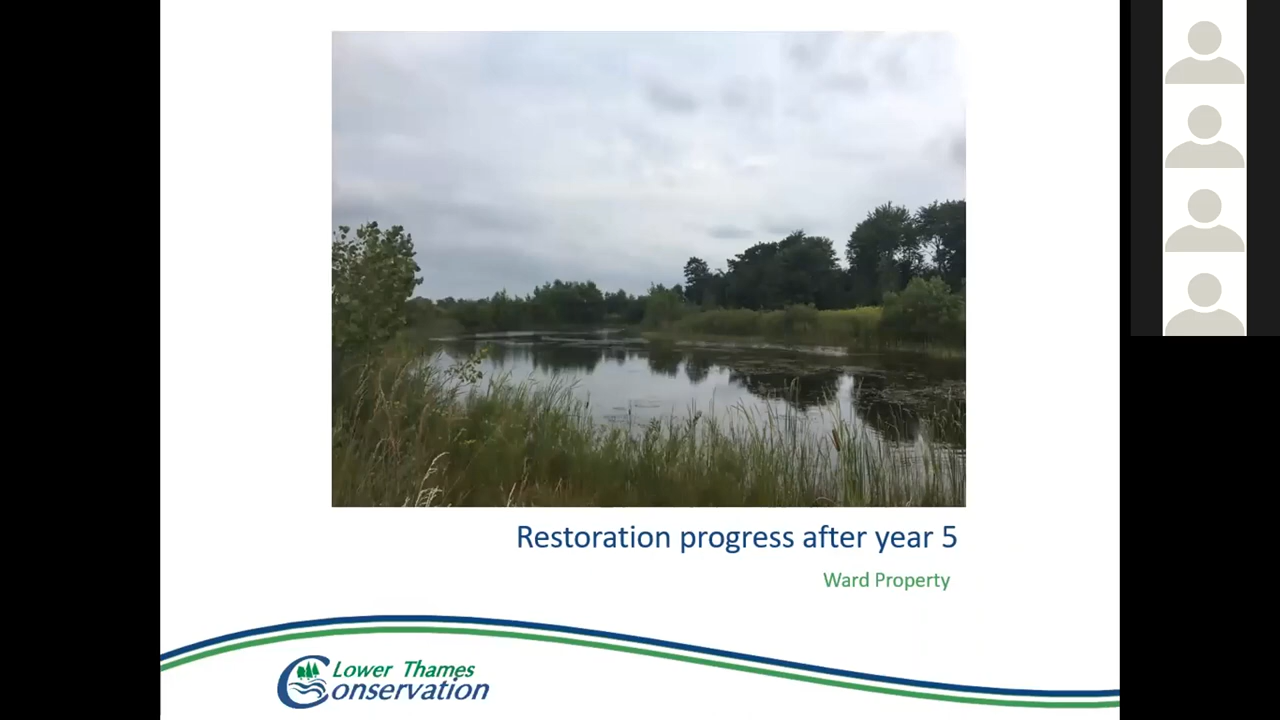 Restoration progress after year 5
Ward Property
Lower Thames
Conservation